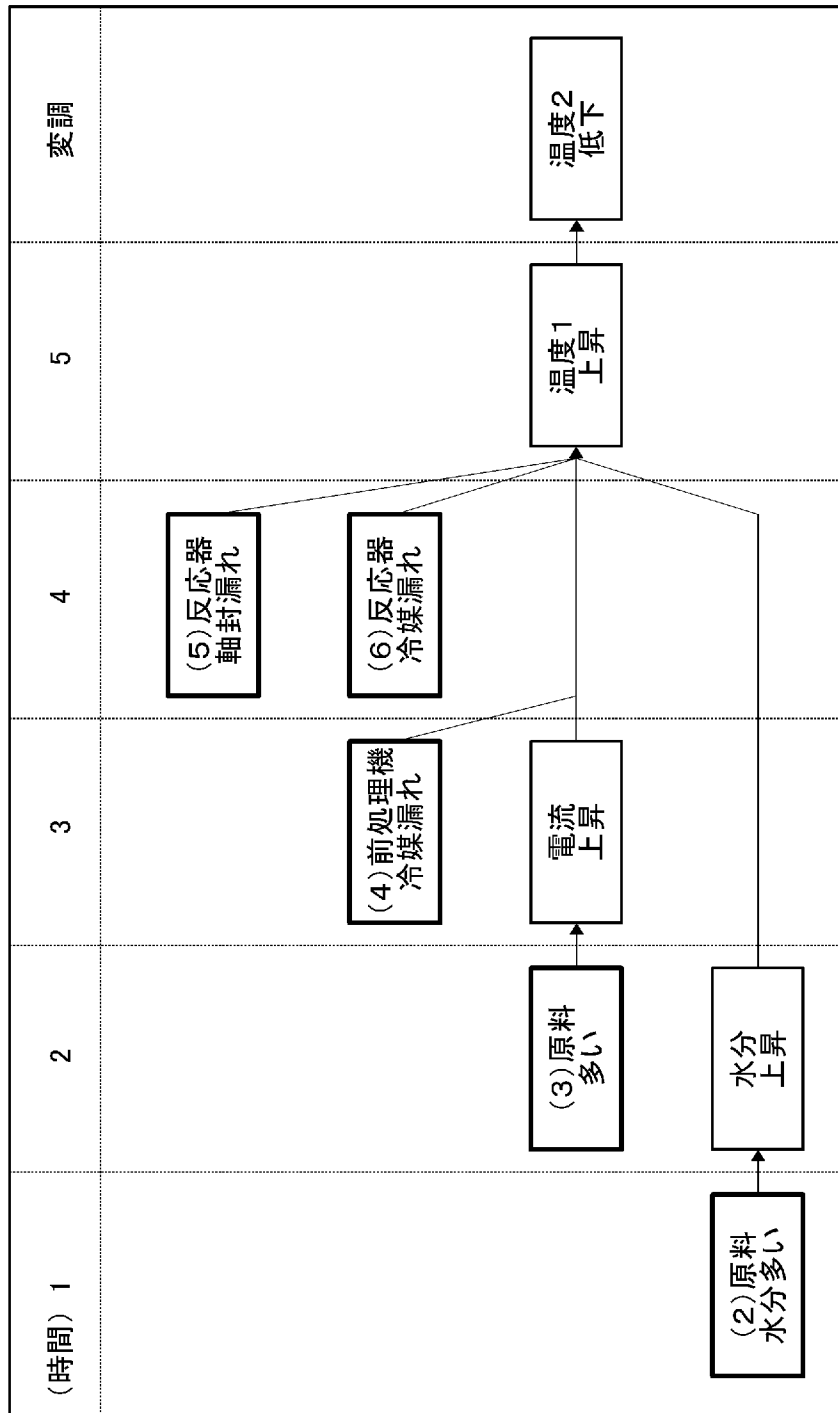 (時間) 1
2
3
4
5
変調
(5)反応器
軸封漏れ
(4)前処理機
冷媒漏れ
(6)反応器
冷媒漏れ
(3)原料
多い
電流
上昇
温度1
上昇
温度2
低下
(2)原料
水分多い
水分
上昇